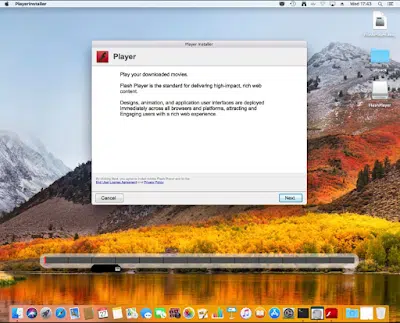 PlayerInstaller
Wed 17:03
Player Installer
Player
Play your downloaded movies.
Flash Player is the standard for delivering high-impact, rich web
content.
Designs, animation, and application user interfaces are deployed
immediately across all browsers and platforms, attracting and
Engaging users with a rich web experience.
End User License Agreement
Privacy Policy
Cancel
Next
FlashPlayer